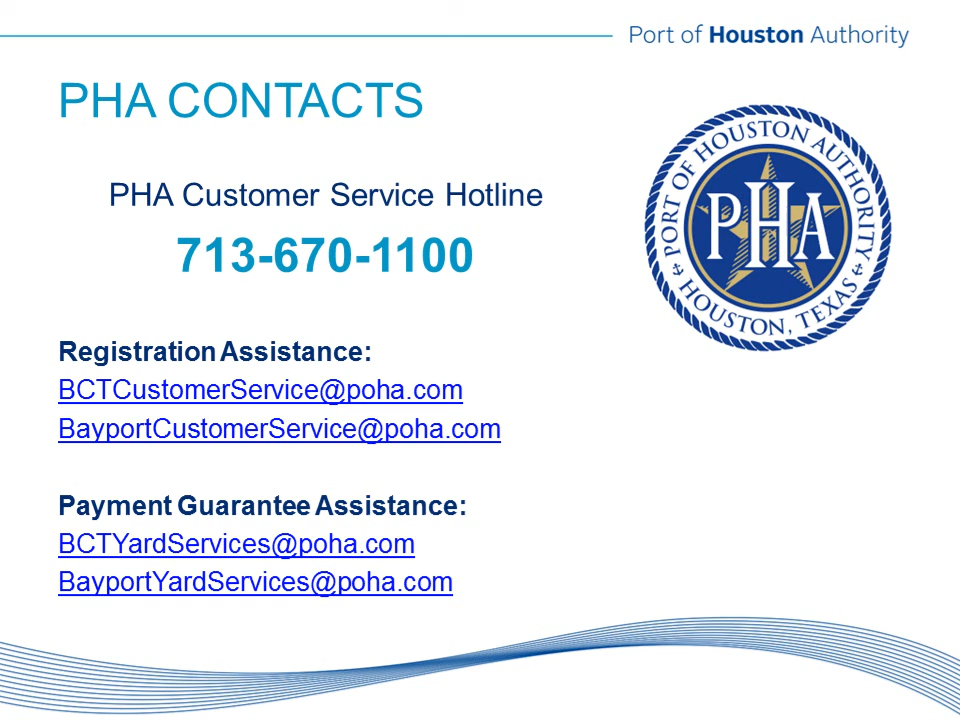 Port of Houston Authority
PHA CONTACTS
PHA Customer Service Hotline
713-670-1100
PORT OF HOUSTON AUTHORITY
PHA
HOUSTON, TEXAS
Registration Assistance:
BCTCustomerService@poha.com
BayportCustomerService@poha.com
Payment Guarantee Assistance:
BCTYardServices@poha.com
BayportYardServices@poha.com